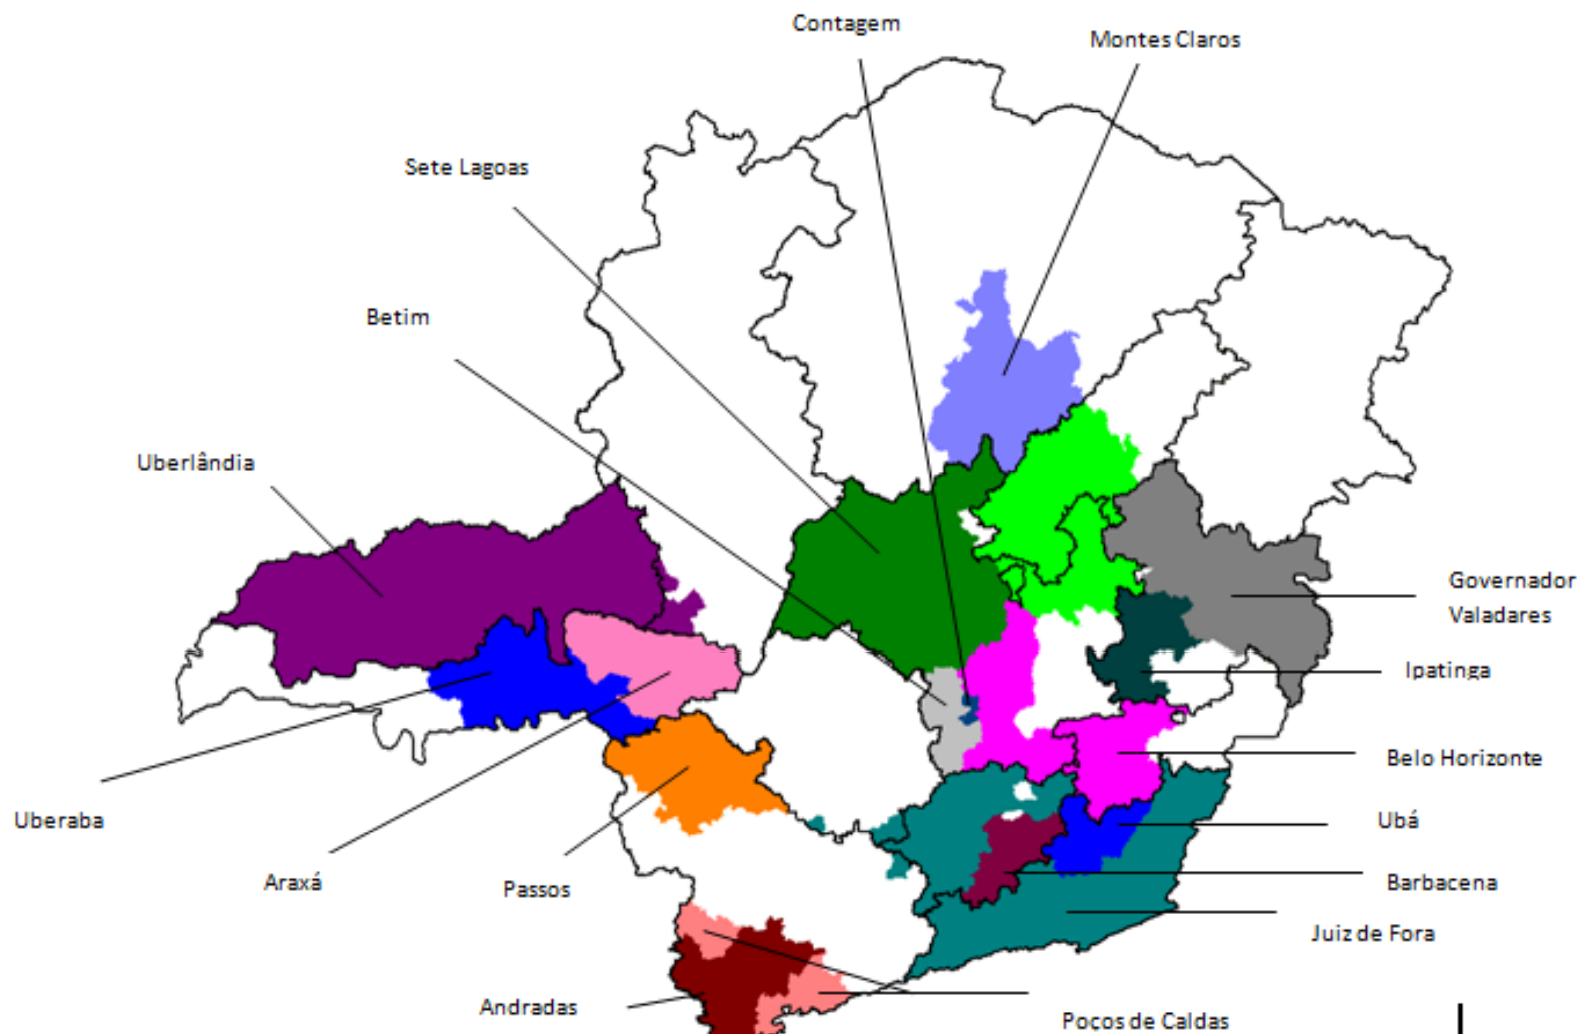 Contagem
Montes Claros
Sete Lagoas
Betim
Uberlândia
Governador
Valadares
Ipatinga
Belo Horizonte
Uberaba
Ubá
Araxá
Passos
Barbacena
Juiz de Fora
Andradas
Poços de Caldas